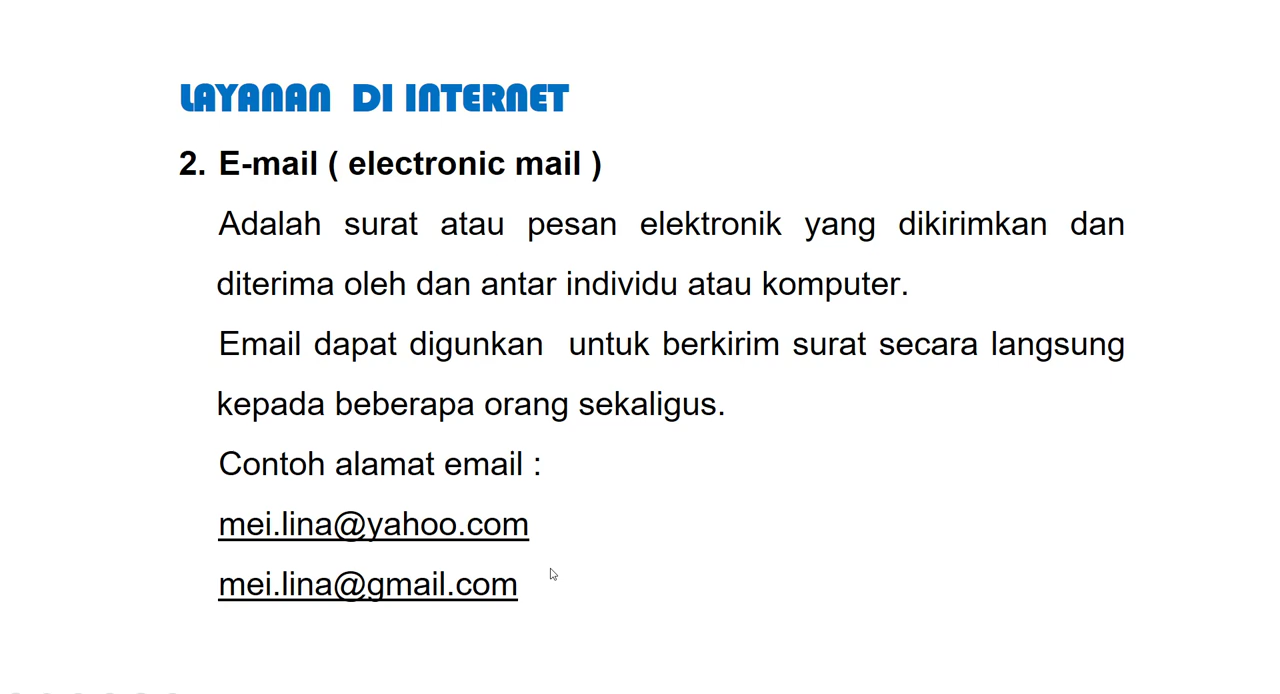 LAYANAN DI INTERNET
2. E-mail ( electronic mail )
Adalah surat atau pesan elektronik yang dikirimkan dan
diterima oleh dan antar individu atau komputer.
Email dapat digunkan untuk berkirim surat secara langsung
kepada beberapa orang sekaligus.
Contoh alamat email :
mei.lina@yahoo.com
mei.lina@gmail.com